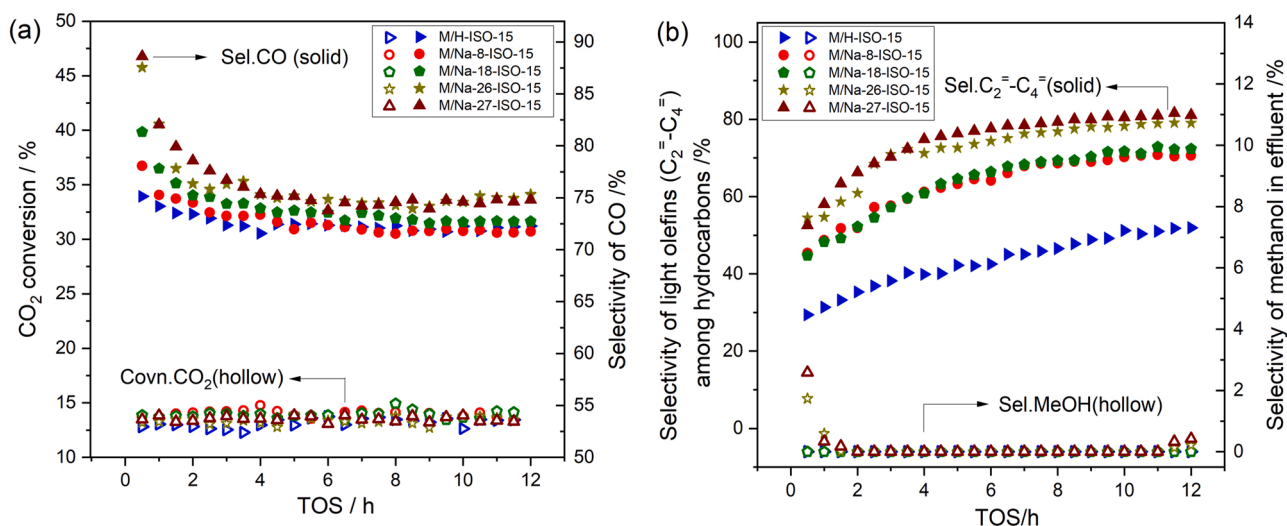 (a)
CO2 conversion / %
50
45
40
35
30
25
20
15
10
Sel.CO (solid)
M/H-ISO-15
M/Na-8-ISO-15
M/Na-18-ISO-15
M/Na-26-ISO-15
M/Na-27-ISO-15
Covn.CO2(hollow)
90
85
80
75
70
65
60
55
50
Selectivity of CO /%
0 2 4 6 8 10 12
TOS / h
(b)
Selectivity of light olefins (C2=-C4=)
among hydrocarbons /%
100
80
60
40
20
0
M/H-ISO-15
M/Na-8-ISO-15
M/Na-18-ISO-15
M/Na-26-ISO-15
M/Na-27-ISO-15
Sel.C2=-C4=(solid)
Sel.MeOH(hollow)
14
12
10
8
6
4
2
0
Selectivity of methanol in effluent /%
0 2 4 6 8 10 12
TOS/h